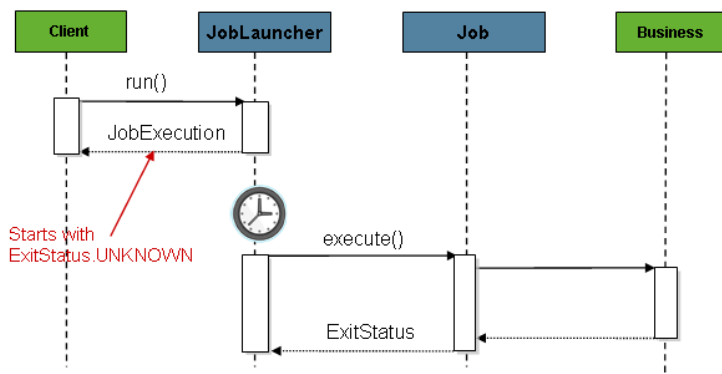 Client
JobLauncher
Job
Business
run()
JobExecution
Starts with
ExitStatus.UNKNOWN
execute()
ExitStatus